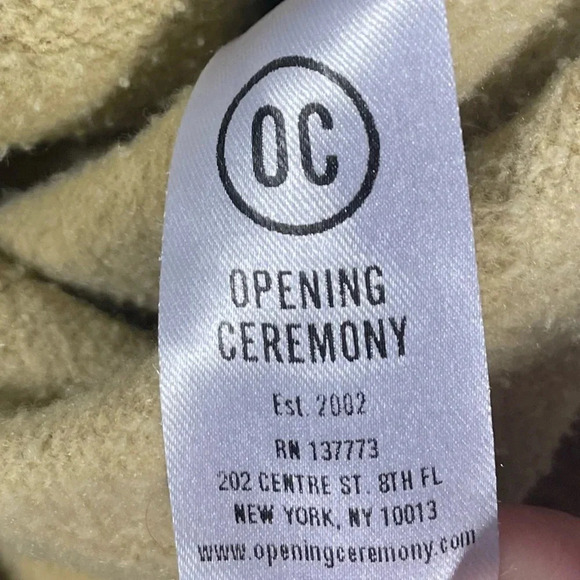 OC
OPENING
CEREMONY
Est. 2002
RN 137773
202 CENTRE ST. 8TH FL
NEW YORK, NY 10013
www.openingceremony.com